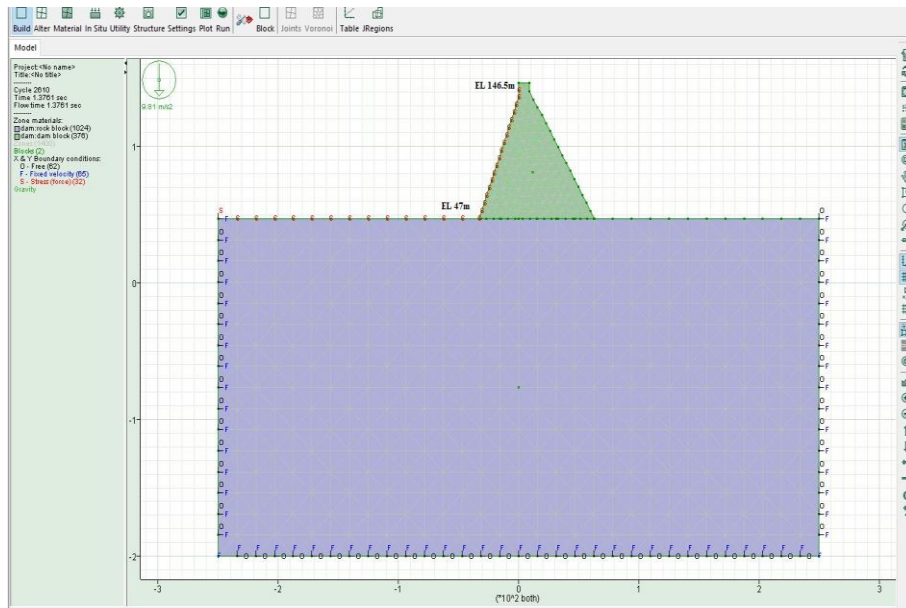 Build Alter Material In Situ Utility Structure Settings Plot Run Block Joints Voronoi Table JRegions
Model
Project:<No name>
Title:<No title>
Cycle 2610
Time 1.3761 sec
Flow time 1.3761 sec
Zone materials:
dam:rock block (1024)
dam:dam block (376)
Blocks (2)
X & Y Boundary conditions:
O - Free (62)
F - Fixed velocity (65)
S - Stress (force) (32)
Gravity
9.81 m/s2
EL 146.5m
EL 47m
1
0
-1
-2
-3 -2 -1 0 1 2 3
(*10^2 both)